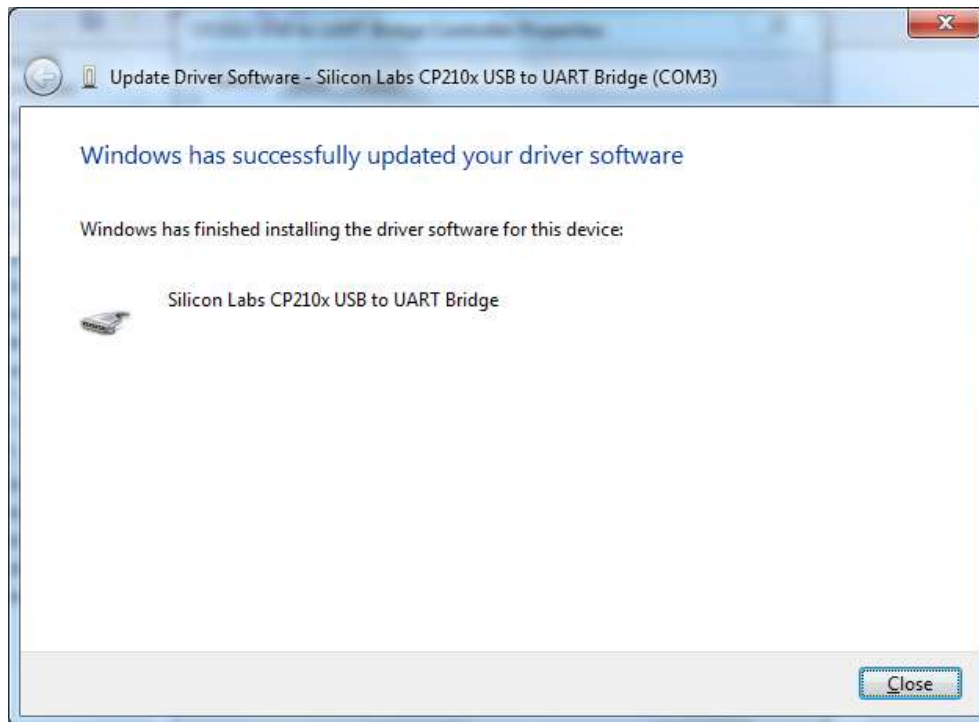 Update Driver Software - Silicon Labs CP210x USB to UART Bridge (COM3)
Windows has successfully updated your driver software
Windows has finished installing the driver software for this device:
Silicon Labs CP210x USB to UART Bridge
Close